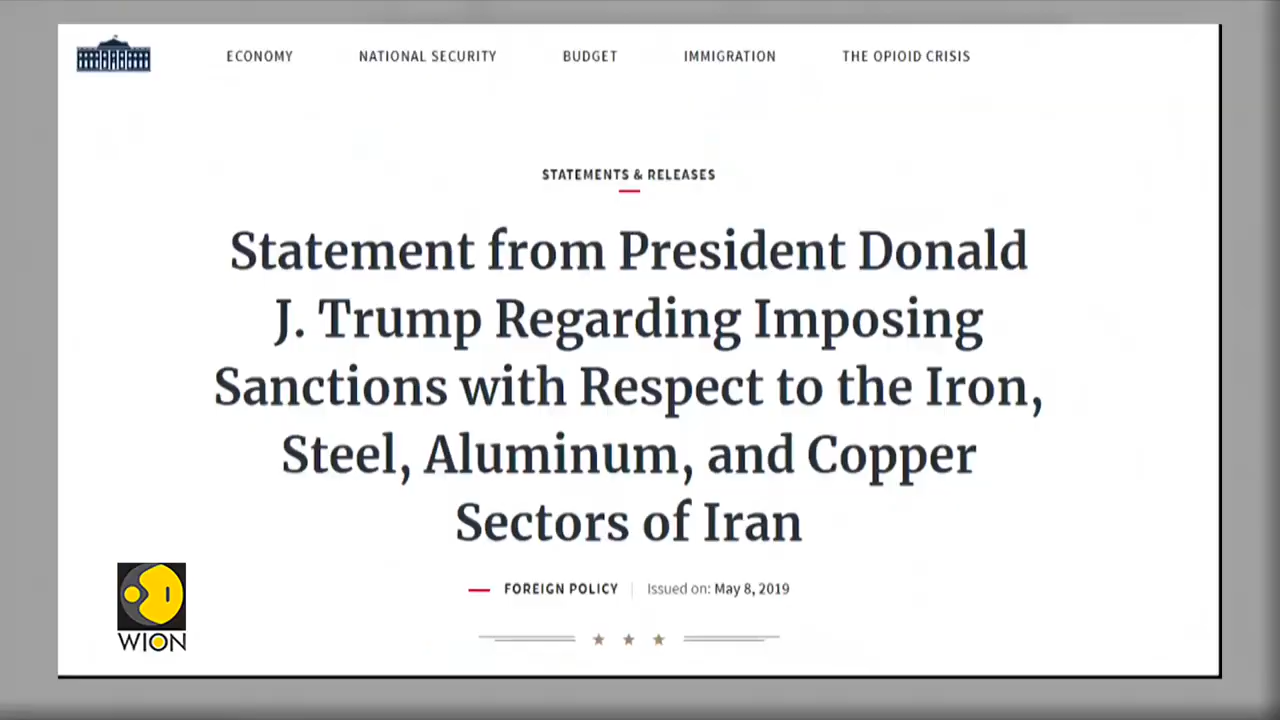 ECONOMY NATIONAL SECURITY BUDGET IMMIGRATION THE OPIOID CRISIS
STATEMENTS & RELEASES
Statement from President Donald
J. Trump Regarding Imposing
Sanctions with Respect to the Iron,
Steel, Aluminum, and Copper
Sectors of Iran
FOREIGN POLICY Issued on: May 8, 2019
WION